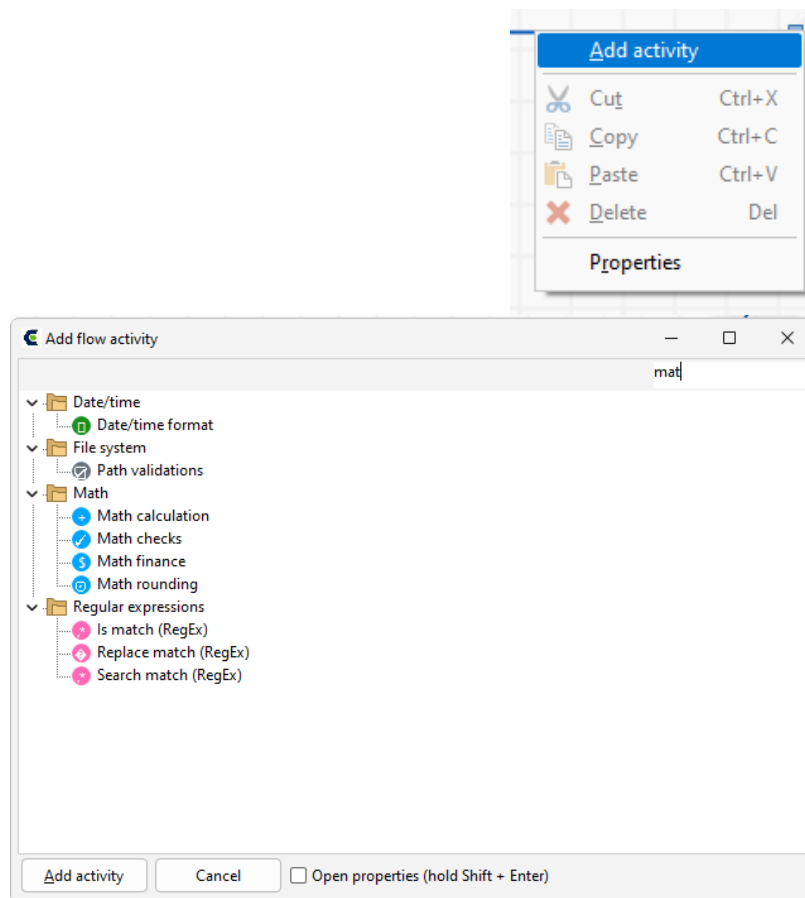 Add activity
Cut Ctrl+X
Copy Ctrl+C
Paste Ctrl+V
Delete Del
Properties
Add flow activity
mat
Date/time
Date/time format
File system
Path validations
Math
Math calculation
Math checks
Math finance
Math rounding
Regular expressions
Is match (RegEx)
Replace match (RegEx)
Search match (RegEx)
Add activity Cancel Open properties (hold Shift + Enter)